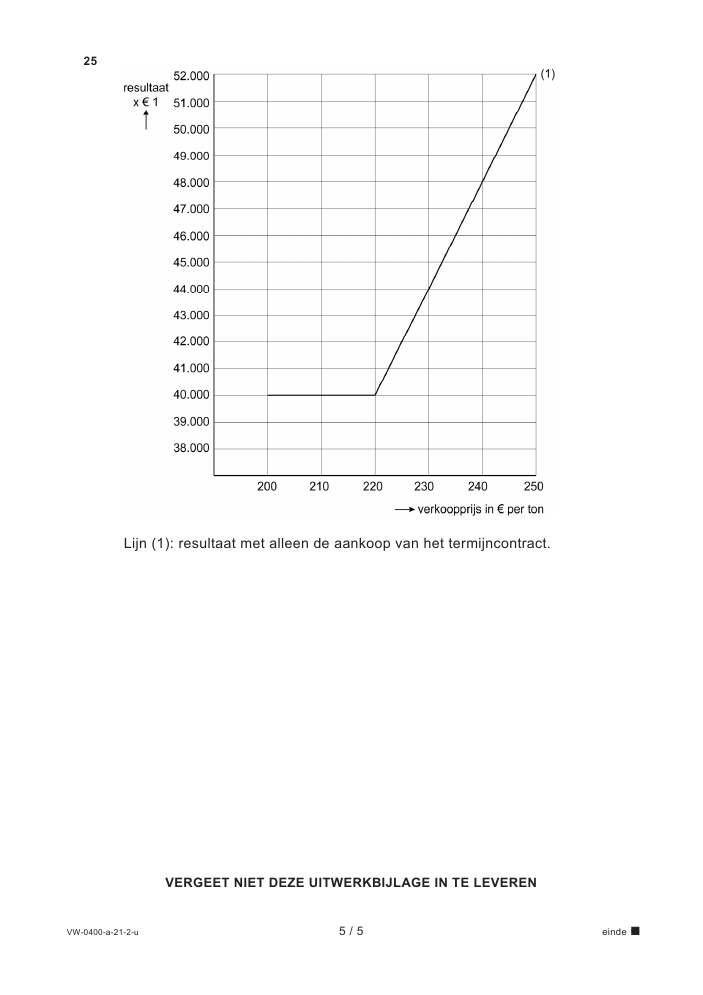 25
resultaat
x € 1
52.000
51.000
50.000
49.000
48.000
47.000
46.000
45.000
44.000
43.000
42.000
41.000
40.000
39.000
38.000
(1)
200 210 220 230 240 250
verkoopprijs in € per ton
Lijn (1): resultaat met alleen de aankoop van het termijncontract.
VERGEET NIET DEZE UITWERKBIJLAGE IN TE LEVEREN
VW-0400-a-21-2-u 5 / 5 einde